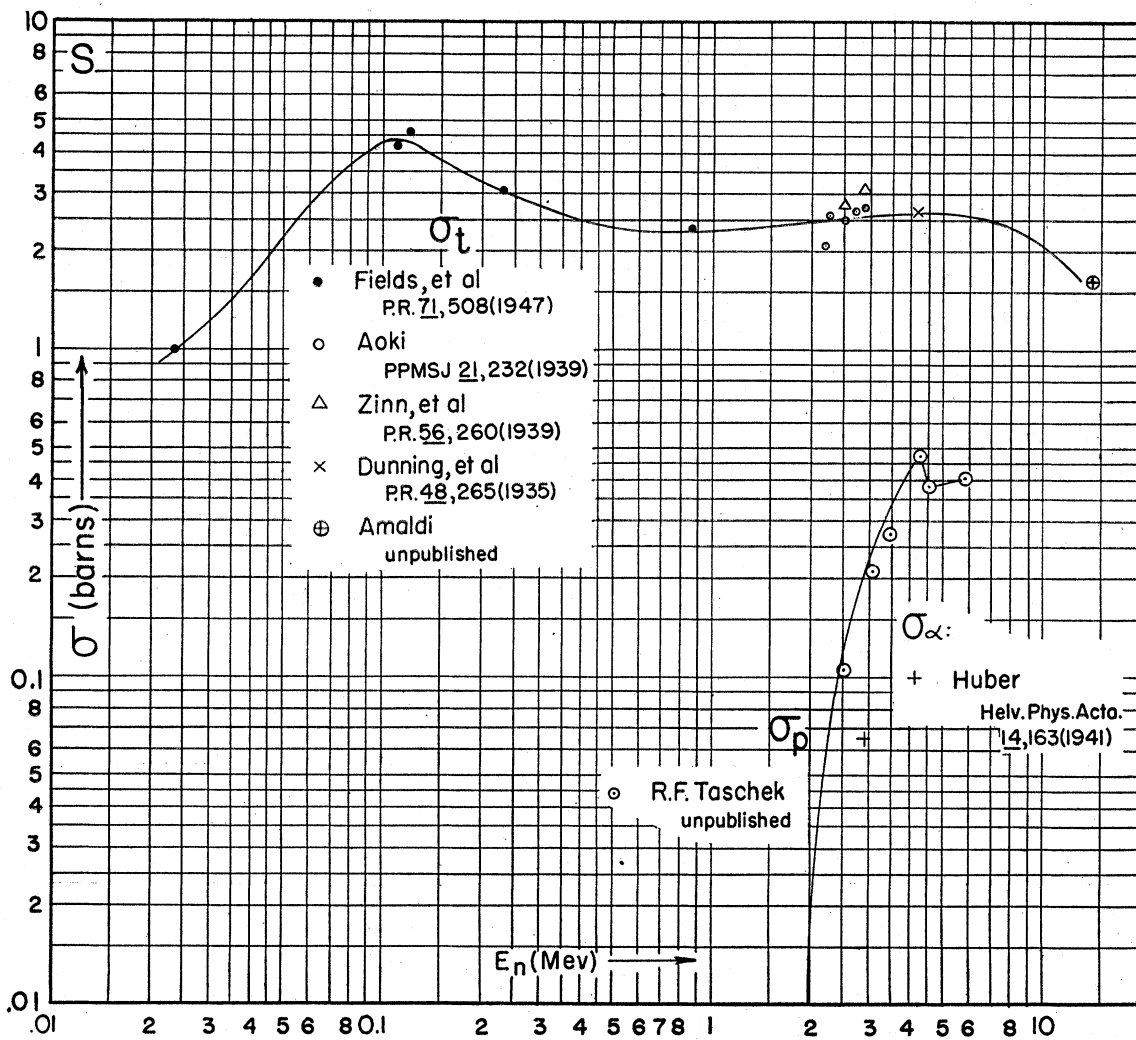 10
8
6
5
4
3
2
1
8
6
5
4
3
2
0.1
8
6
5
4
3
2
.01
S
σ (barns)
σt
Fields, et al
P.R. 71, 508 (1947)
Aoki
PPMSJ 21, 232 (1939)
Zinn, et al
P.R. 56, 260 (1939)
Dunning, et al
P.R. 48, 265 (1935)
Amaldi
unpublished
σα:
Huber
Helv. Phys. Acta.
14, 163 (1941)
σp
R.F. Taschek
unpublished
En (Mev)
.01 2 3 4 5 6 8 0.1 2 3 4 5 6 7 8 1 2 3 4 5 6 8 10